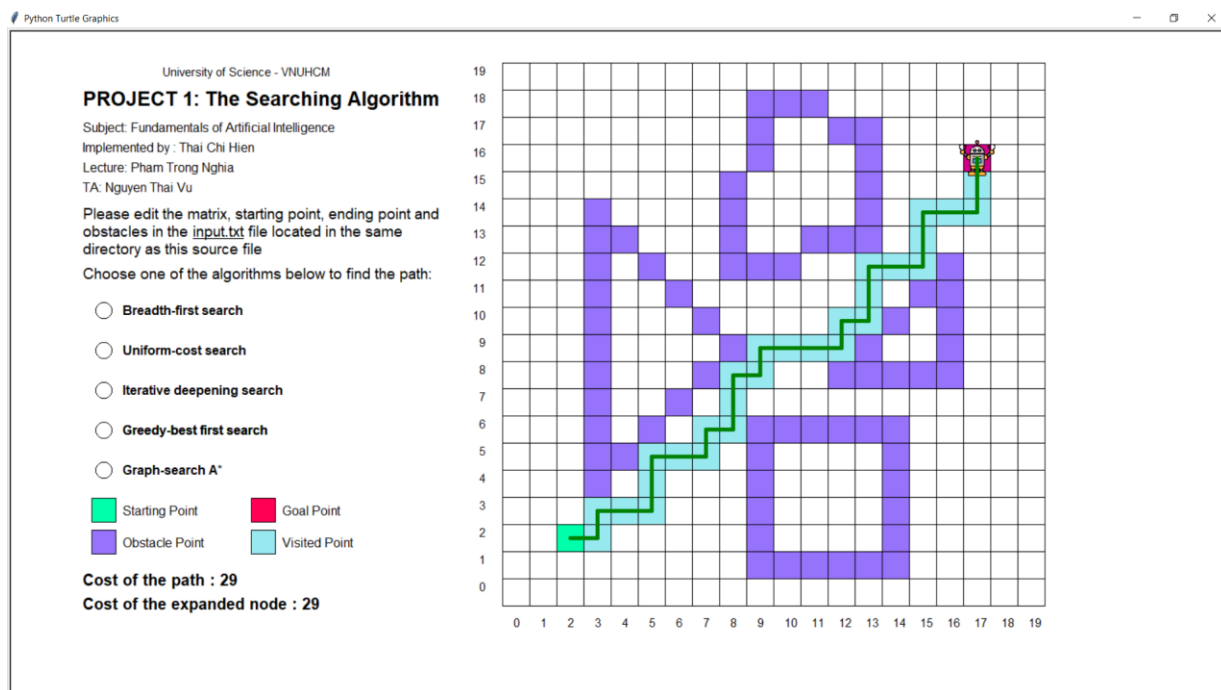 Python Turtle Graphics
University of Science - VNUHCM
PROJECT 1: The Searching Algorithm
Subject: Fundamentals of Artificial Intelligence
Implemented by : Thai Chi Hien
Lecture: Pham Trong Nghia
TA: Nguyen Thai Vu
Please edit the matrix, starting point, ending point and
obstacles in the input.txt file located in the same
directory as this source file
Choose one of the algorithms below to find the path:
Breadth-first search
Uniform-cost search
Iterative deepening search
Greedy-best first search
Graph-search A*
Starting Point
Goal Point
Obstacle Point
Visited Point
Cost of the path : 29
Cost of the expanded node : 29
19
18
17
16
15
14
13
12
11
10
9
8
7
6
5
4
3
2
1
0
0 1 2 3 4 5 6 7 8 9 10 11 12 13 14 15 16 17 18 19